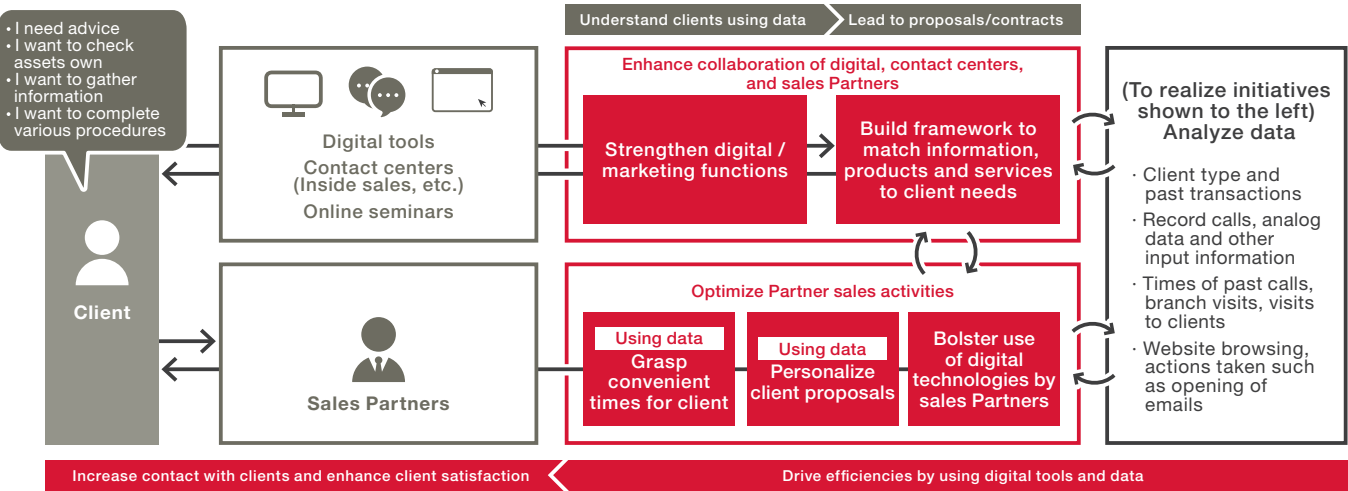 · I need advice
· I want to check
assets own
· I want to gather
information
· I want to complete
various procedures
Client
Understand clients using data
Lead to proposals/contracts
Digital tools
Contact centers
(Inside sales, etc.)
Online seminars
Enhance collaboration of digital, contact centers,
and sales Partners
Strengthen digital /
marketing functions
Build framework to
match information,
products and services
to client needs
Sales Partners
Optimize Partner sales activities
Using data
Grasp
convenient
times for client
Using data
Personalize
client proposals
Bolster use
of digital
technologies by
sales Partners
(To realize initiatives
shown to the left)
Analyze data
· Client type and
past transactions
· Record calls, analog
data and other
input information
· Times of past calls,
branch visits, visits
to clients
· Website browsing,
actions taken such
as opening of
emails
Increase contact with clients and enhance client satisfaction
Drive efficiencies by using digital tools and data